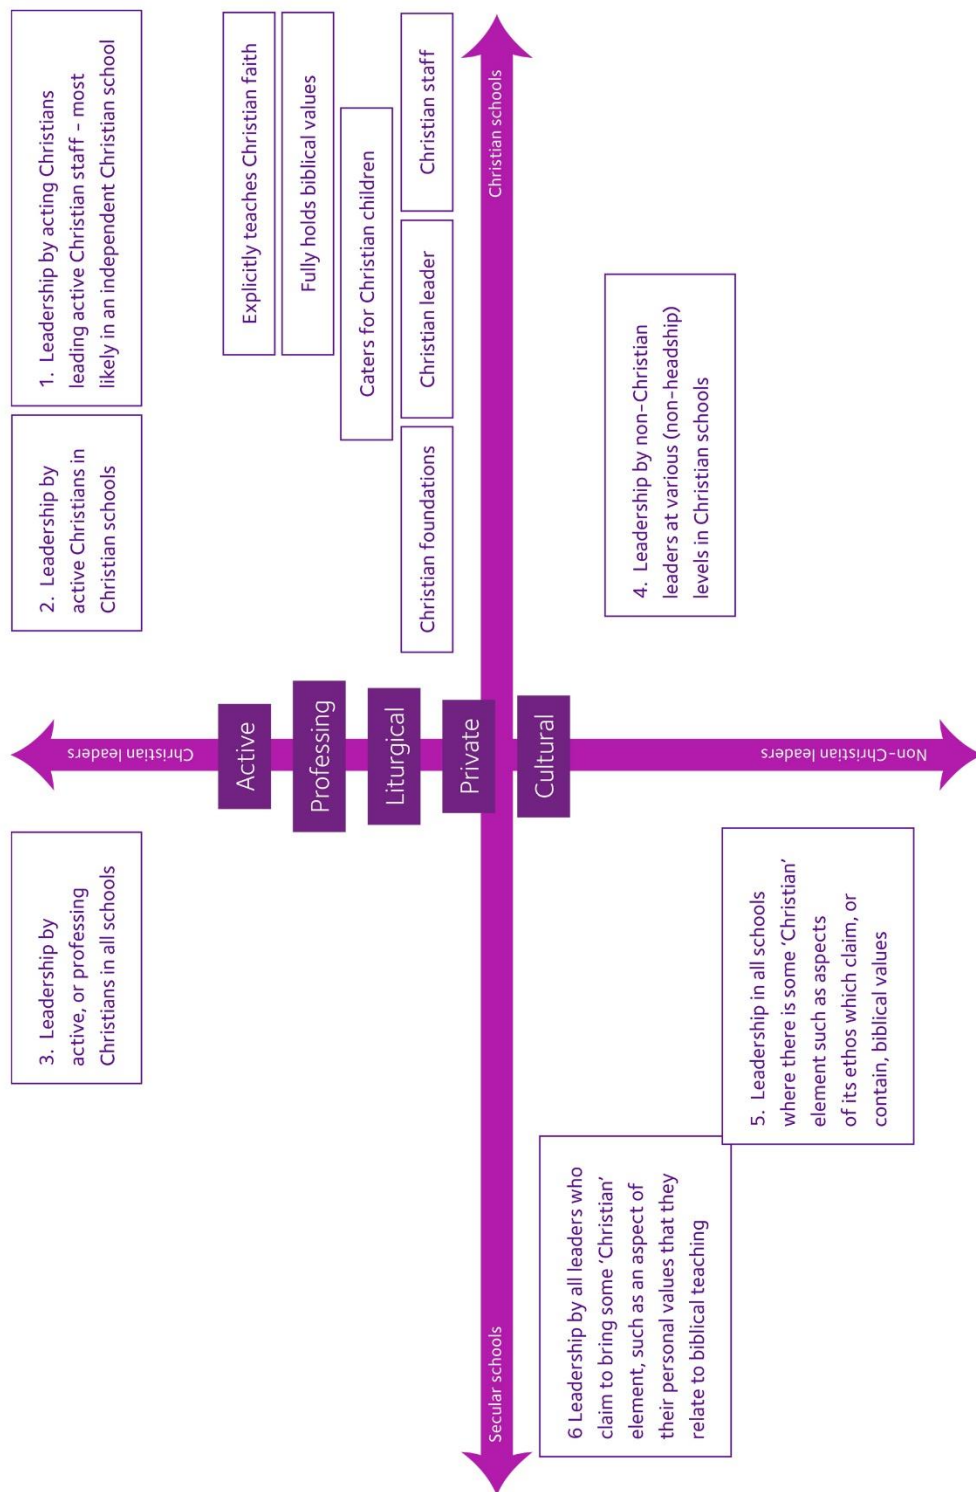 3. Leadership by
active, or professing
Christians in all schools
2. Leadership by
active Christians in
Christian schools
1. Leadership by acting Christians
leading active Christian staff – most
likely in an independent Christian school
Christian leaders
Active
Explicitly teaches Christian faith
Professing
Fully holds biblical values
Liturgical
Caters for Christian children
Christian foundations
Christian leader
Christian staff
Private
Secular schools
Christian schools
Cultural
6 Leadership by all leaders who
claim to bring some ‘Christian’
element, such as an aspect of
their personal values that they
relate to biblical teaching
4. Leadership by non-Christian
leaders at various (non-headship)
levels in Christian schools
5. Leadership in all schools
where there is some ‘Christian’
element such as aspects
of its ethos which claim, or
contain, biblical values
Non-Christian leaders